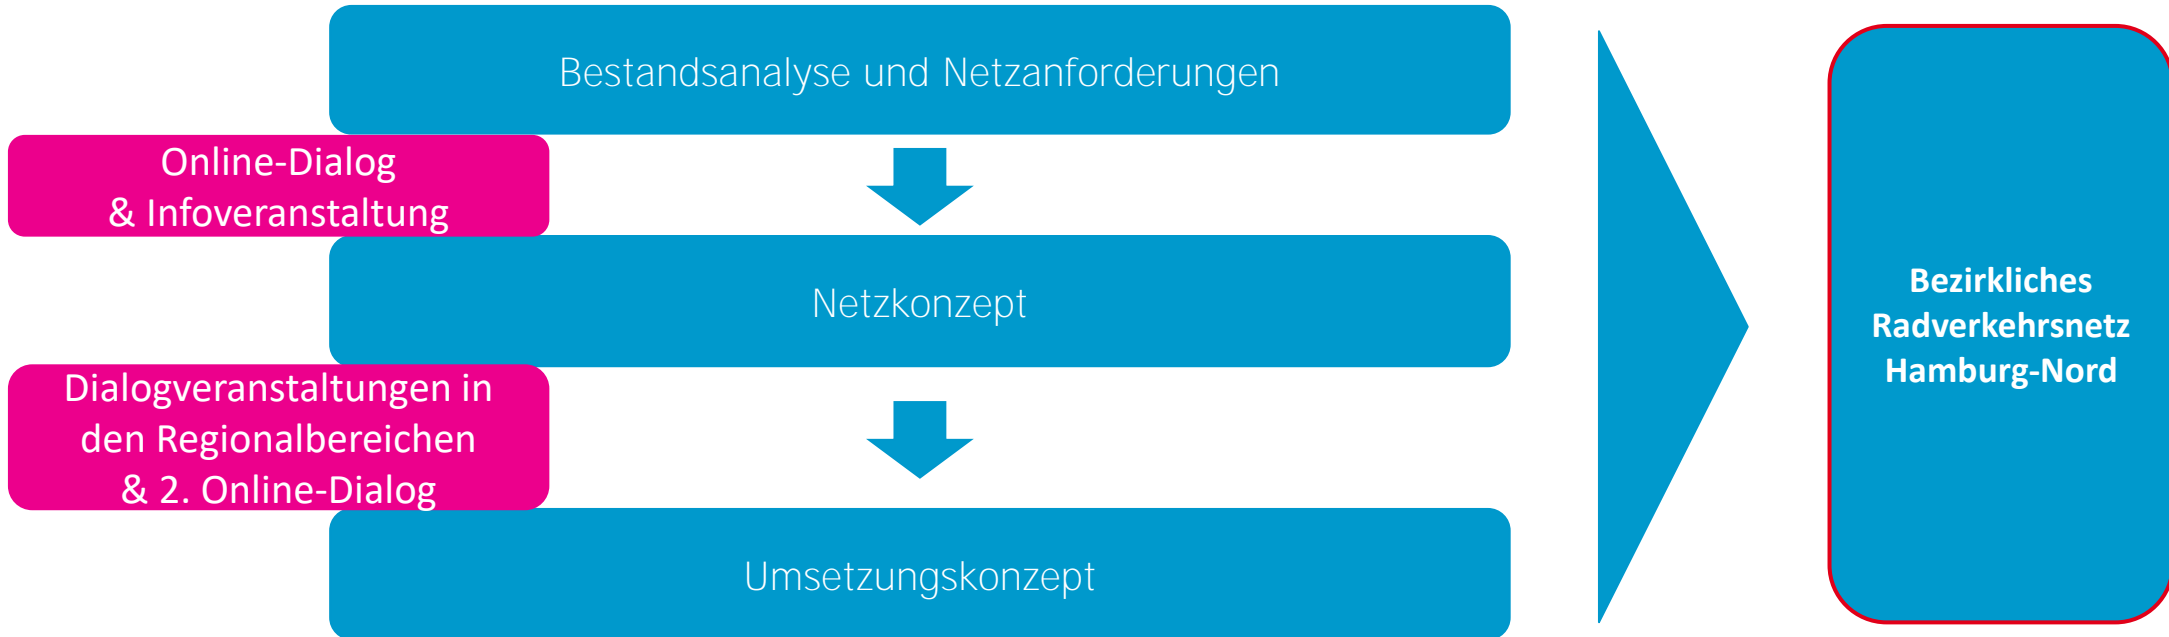 Bestandsanalyse und Netzanforderungen
Online-Dialog
& Infoveranstaltung
Netzkonzept
Dialogveranstaltungen in
den Regionalbereichen
& 2. Online-Dialog
Umsetzungskonzept
Bezirkliches
Radverkehrsnetz
Hamburg-Nord